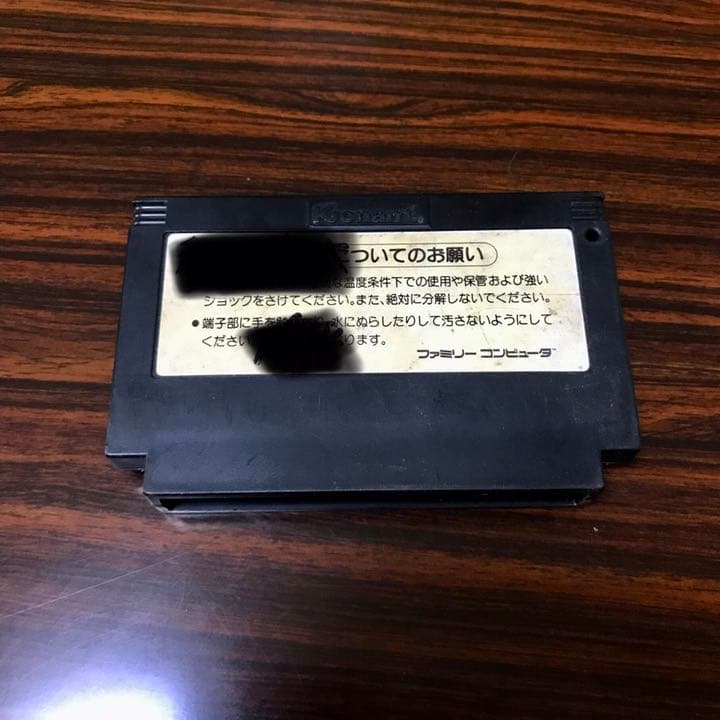 Konami
ついてのお願い
温度条件下での使用や保管および強い
ショックをさけてください。また、絶対に分解しないでください。
●端子部に手を 水にぬらしたりして汚さないようにして
ください ります。
ファミリー コンピュータ™